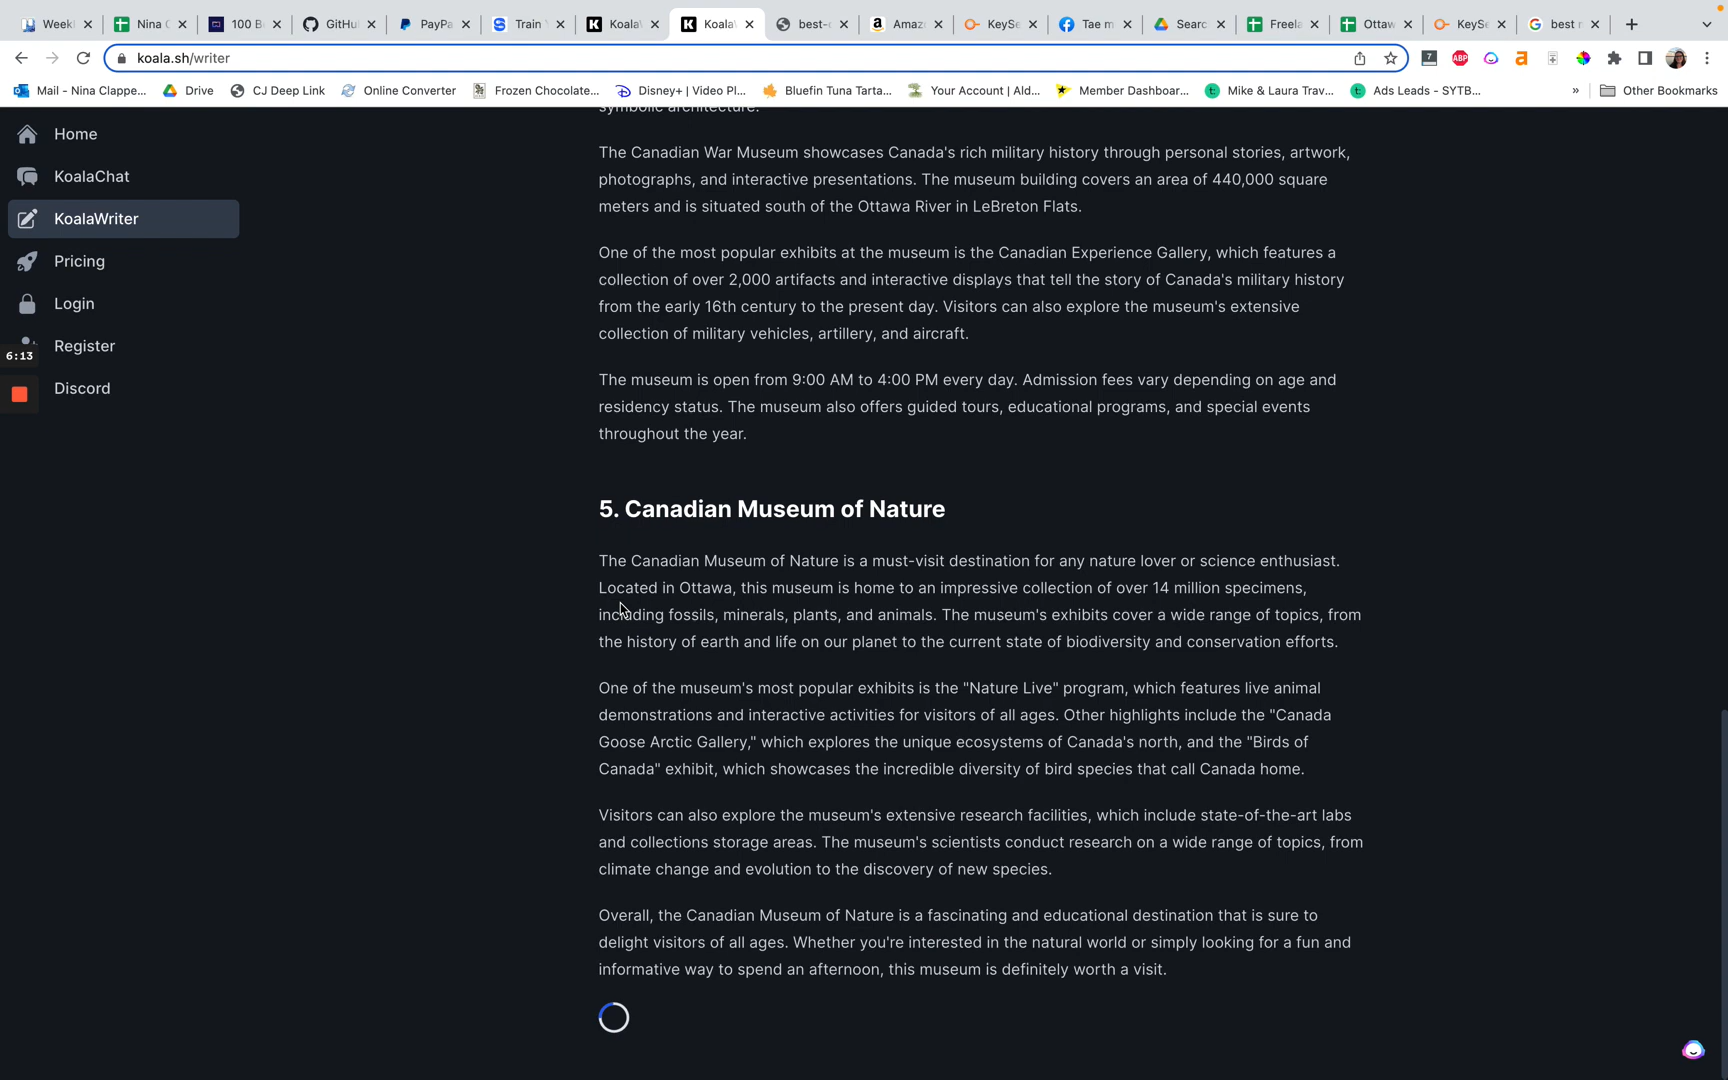 Week
Nina C
100 B
GitHu
PayPa
Train
Koala
Koala
best-c
Amaz
KeySe
Tae m
Searc
Freela
Ottaw
KeySe
best r
koala.sh/writer
7
ABP
a
Mail - Nina Clappe...
Drive
CJ Deep Link
Online Converter
Frozen Chocolate...
Disney+ | Video Pl...
Bluefin Tuna Tarta...
Your Account | Ald...
Member Dashboar...
Mike & Laura Trav...
Ads Leads - SYTB...
»
Other Bookmarks
Home
KoalaChat
KoalaWriter
Pricing
Login
Register
6:13
Discord
symbolic architecture.
The Canadian War Museum showcases Canada's rich military history through personal stories, artwork,
photographs, and interactive presentations. The museum building covers an area of 440,000 square
meters and is situated south of the Ottawa River in LeBreton Flats.
One of the most popular exhibits at the museum is the Canadian Experience Gallery, which features a
collection of over 2,000 artifacts and interactive displays that tell the story of Canada's military history
from the early 16th century to the present day. Visitors can also explore the museum's extensive
collection of military vehicles, artillery, and aircraft.
The museum is open from 9:00 AM to 4:00 PM every day. Admission fees vary depending on age and
residency status. The museum also offers guided tours, educational programs, and special events
throughout the year.
5. Canadian Museum of Nature
The Canadian Museum of Nature is a must-visit destination for any nature lover or science enthusiast.
Located in Ottawa, this museum is home to an impressive collection of over 14 million specimens,
including fossils, minerals, plants, and animals. The museum's exhibits cover a wide range of topics, from
the history of earth and life on our planet to the current state of biodiversity and conservation efforts.
One of the museum's most popular exhibits is the "Nature Live" program, which features live animal
demonstrations and interactive activities for visitors of all ages. Other highlights include the "Canada
Goose Arctic Gallery," which explores the unique ecosystems of Canada's north, and the "Birds of
Canada" exhibit, which showcases the incredible diversity of bird species that call Canada home.
Visitors can also explore the museum's extensive research facilities, which include state-of-the-art labs
and collections storage areas. The museum's scientists conduct research on a wide range of topics, from
climate change and evolution to the discovery of new species.
Overall, the Canadian Museum of Nature is a fascinating and educational destination that is sure to
delight visitors of all ages. Whether you're interested in the natural world or simply looking for a fun and
informative way to spend an afternoon, this museum is definitely worth a visit.